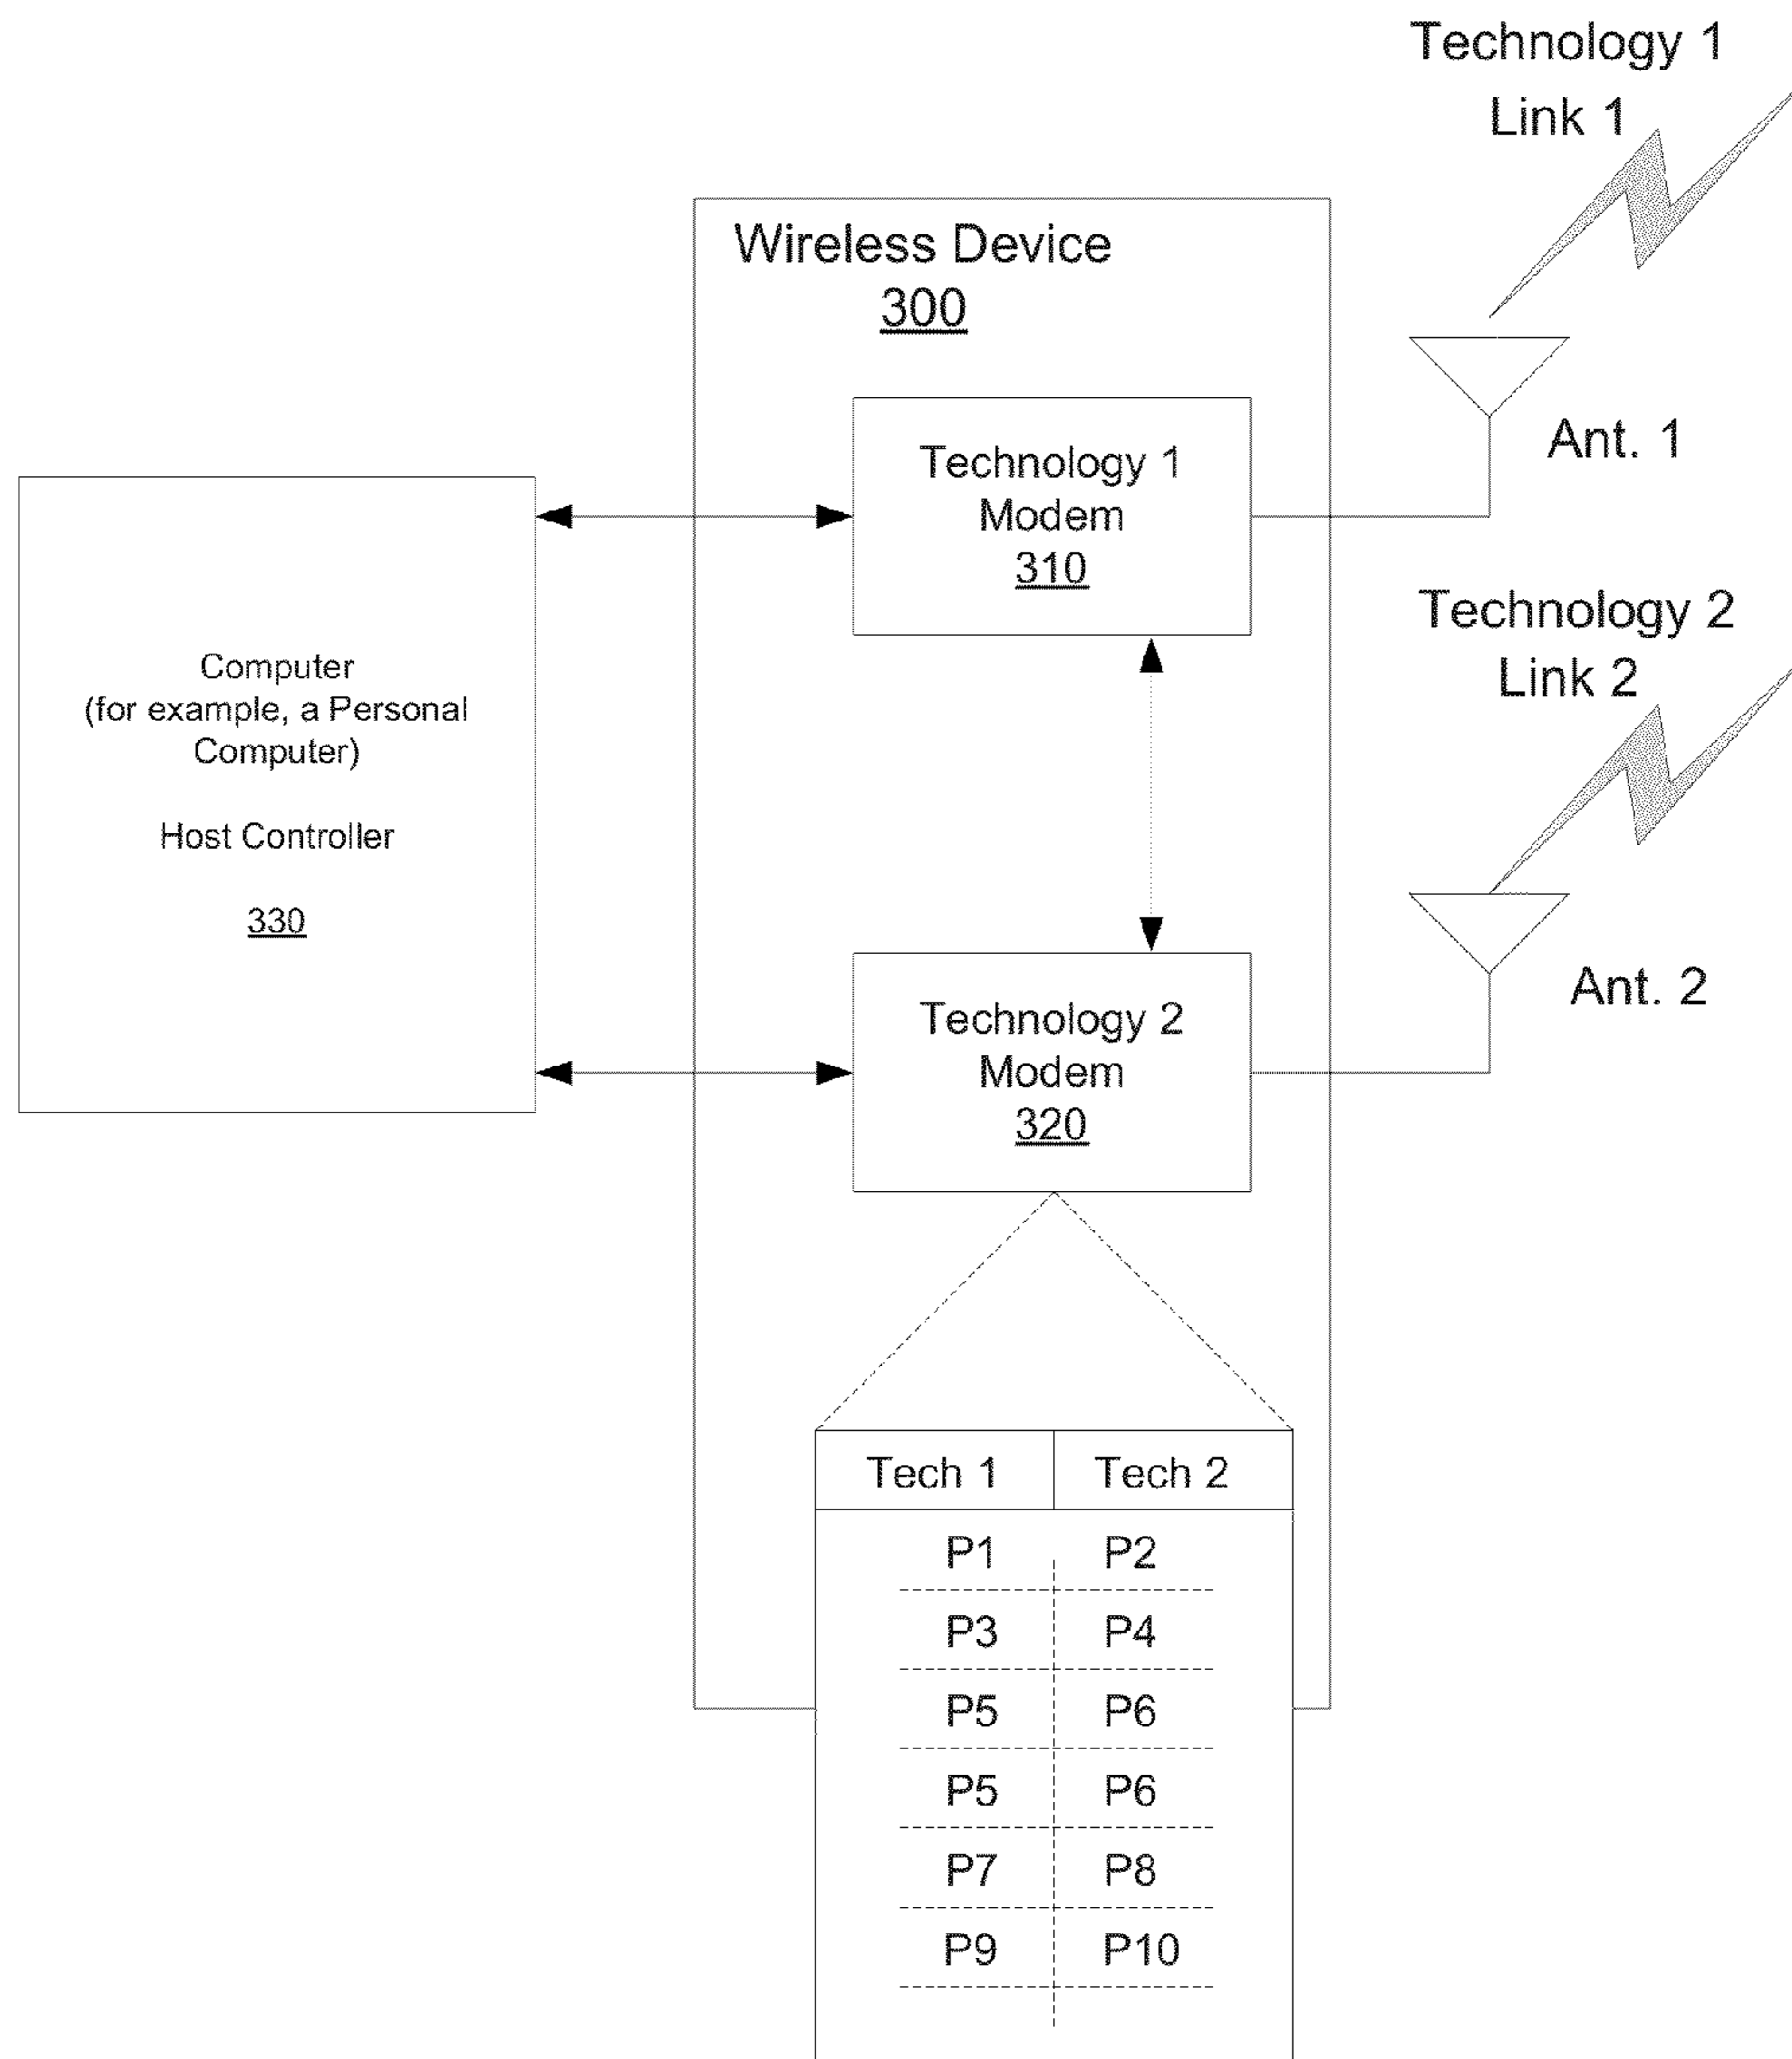 Technology 1
Link 1
Wireless Device
300
Technology 1
Modem
310
Ant. 1
Computer
(for example, a Personal
Computer)
Host Controller
330
Technology 2
Link 2
Technology 2
Modem
320
Ant. 2
Tech 1 Tech 2
P1 P2
P3 P4
P5 P6
P5 P6
P7 P8
P9 P10